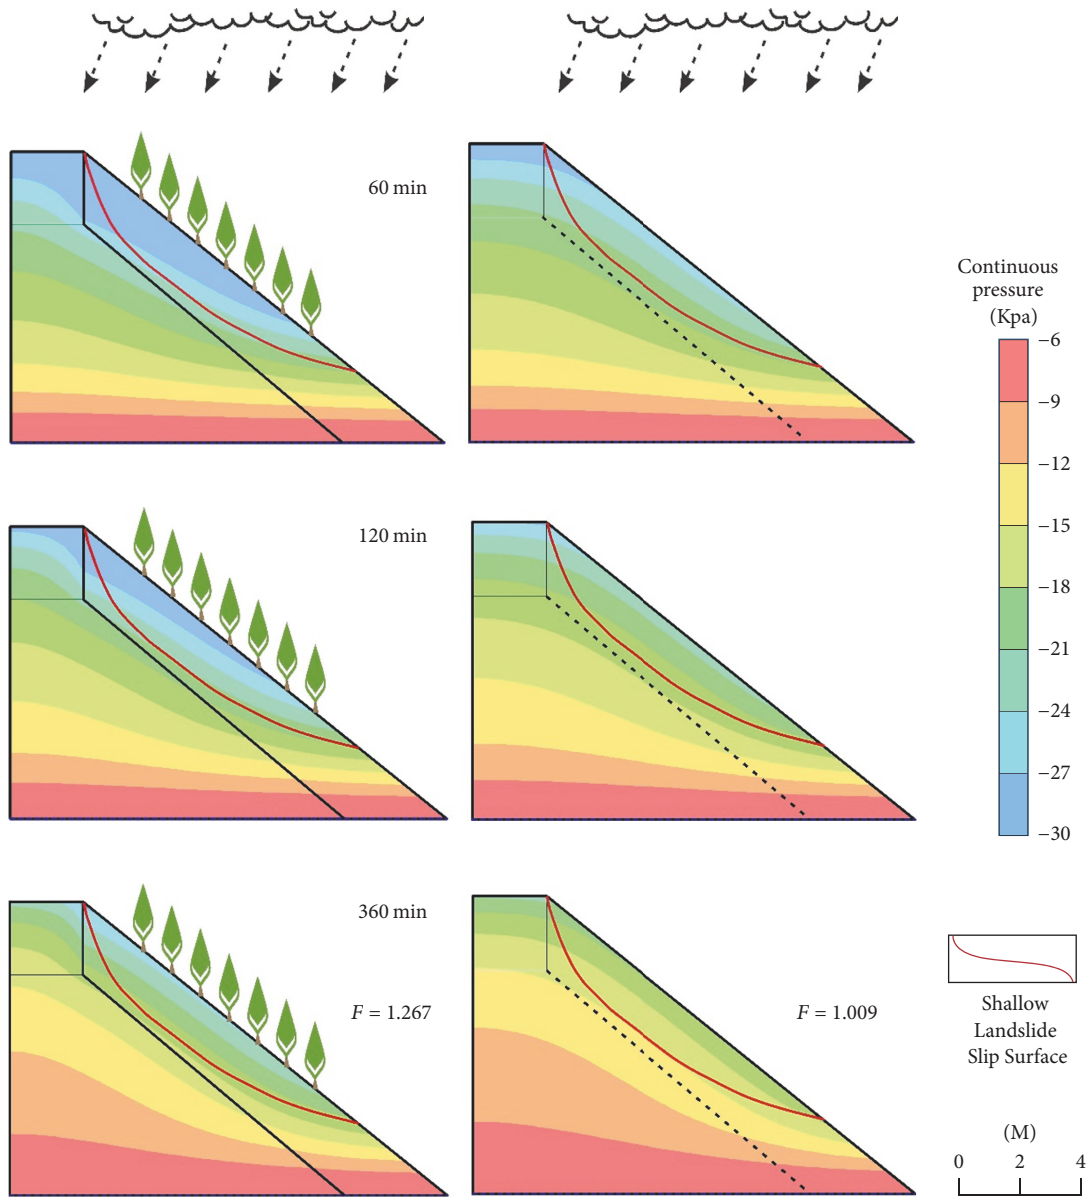 60 min
120 min
360 min
F = 1.267
F = 1.009
Continuous
pressure
(Kpa)
−6
−9
−12
−15
−18
−21
−24
−27
−30
Shallow
Landslide
Slip Surface
(M)
0 2 4